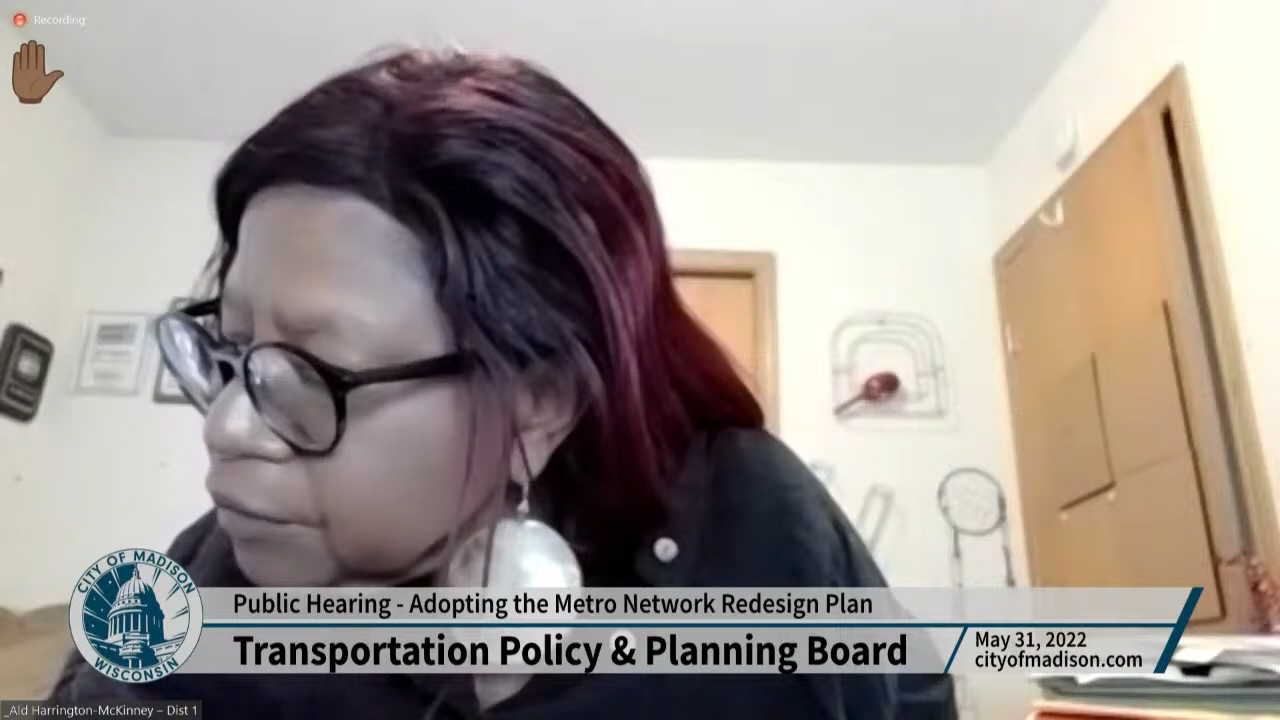 Recording
CITY OF MADISON
WISCONSIN
Public Hearing - Adopting the Metro Network Redesign Plan
Transportation Policy & Planning Board
May 31, 2022
cityofmadison.com
_Ald Harrington-McKinney – Dist 1